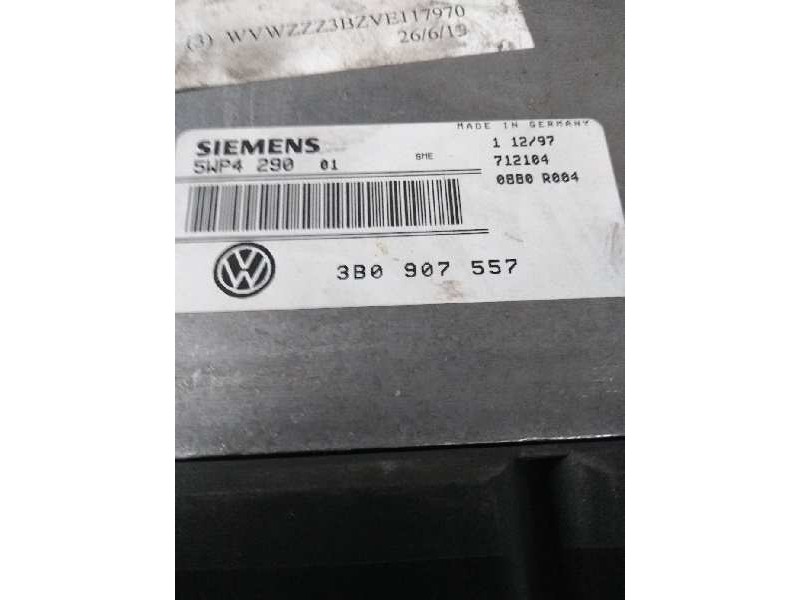 (3) WVWZZZ3BZVE117970
26/6/19
MADE IN GERMANY
SIEMENS
5WP4 290 01
SME
1 12/97
712104
0BB0 R004
3B0 907 557